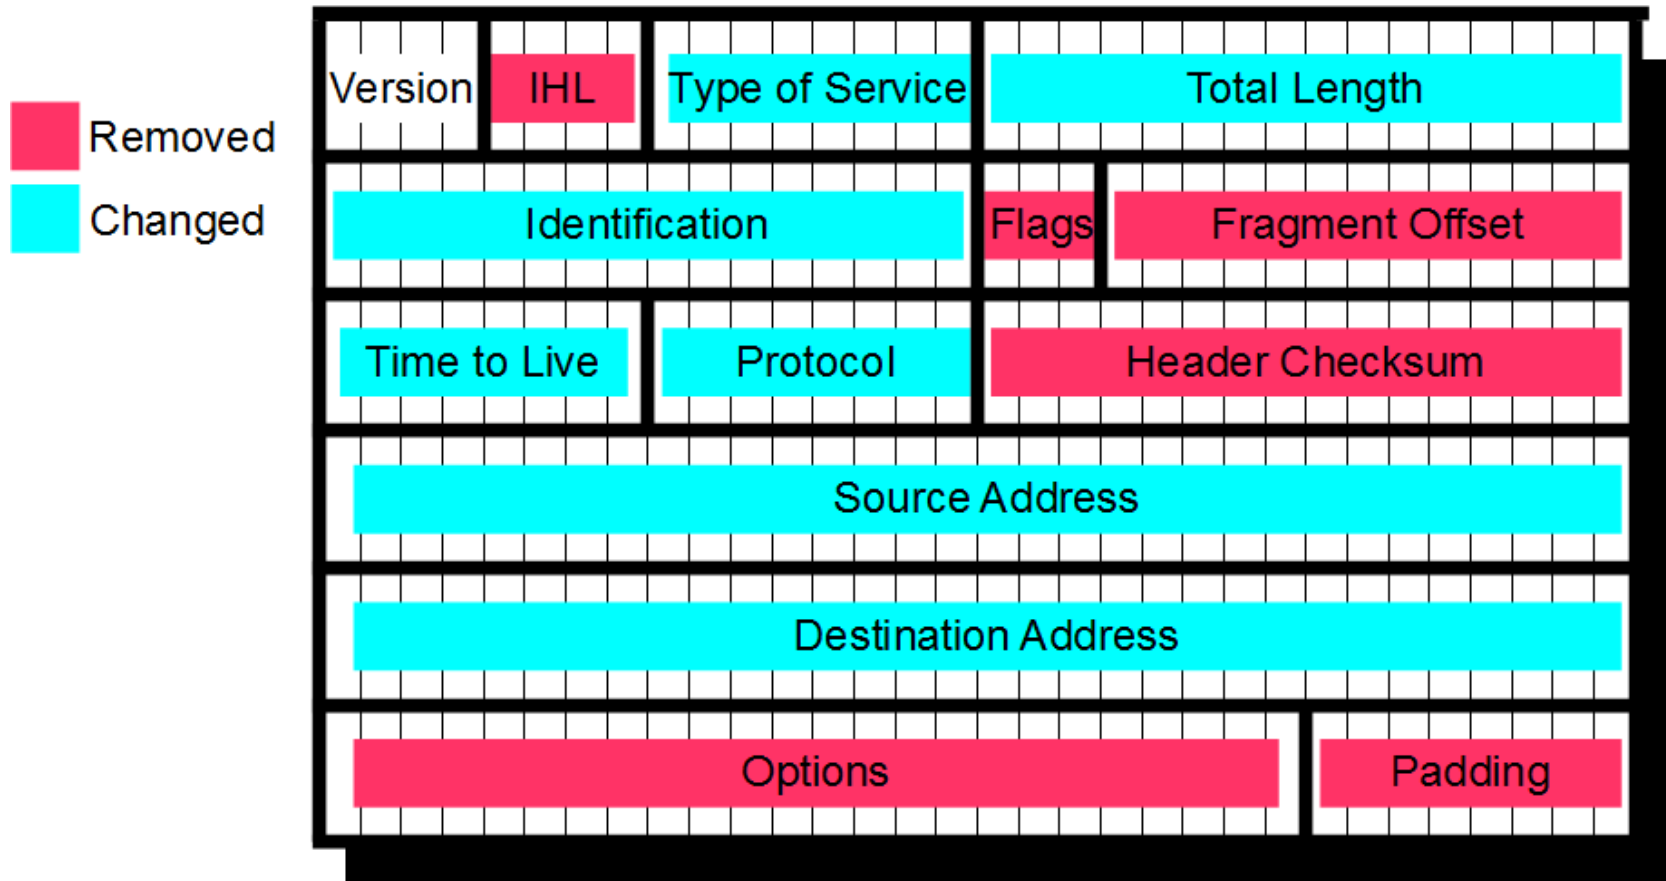 Removed
Changed
Version IHL Type of Service Total Length
Identification Flags Fragment Offset
Time to Live Protocol Header Checksum
Source Address
Destination Address
Options Padding